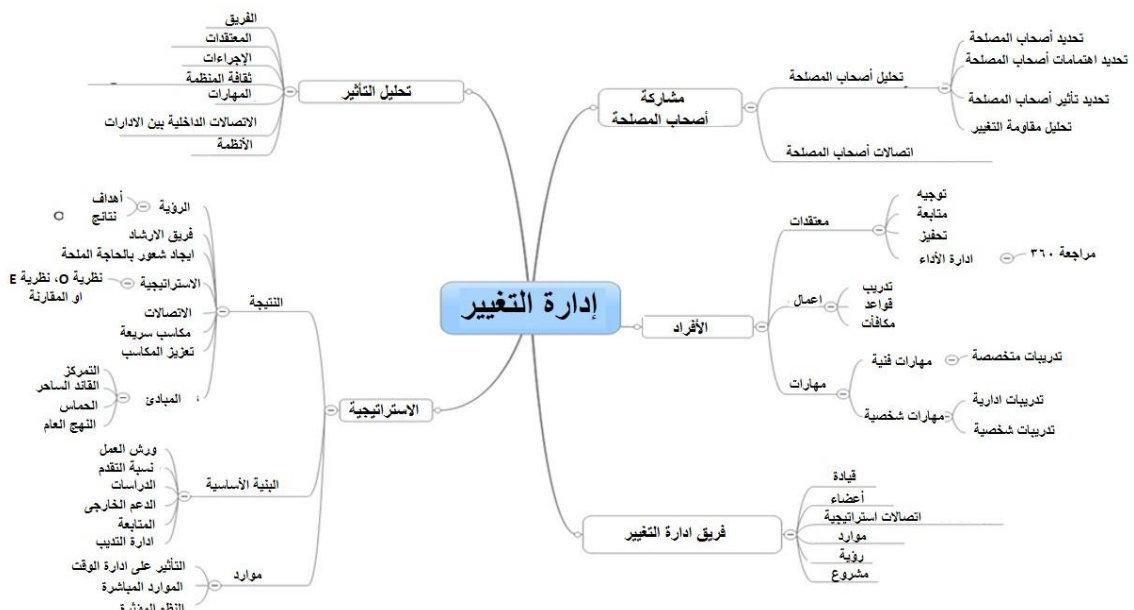 إدارة التغيير
مشاركة
أصحاب المصلحة
تحليل أصحاب المصلحة
تحديد أصحاب المصلحة
تحديد اهتمامات أصحاب المصلحة
تحديد تأثير أصحاب المصلحة
تحليل مقاومة التغيير
اتصالات أصحاب المصلحة
الأفراد
معتقدات
توجيه
متابعة
تحفيز
ادارة الأداء
مراجعة ٣٦٠
اعمال
تدريب
قواعد
مكافأت
مهارات
مهارات فنية
تدريبات متخصصة
مهارات شخصية
تدريبات ادارية
تدريبات شخصية
فريق ادارة التغيير
قيادة
أعضاء
اتصالات استراتيجية
موارد
رؤية
مشروع
تحليل التأثير
الفريق
المعتقدات
الإجراءات
ثقافة المنظمة
المهارات
الاتصالات الداخلية بين الادارات
الأنظمة
الاستراتيجية
النتيجة
الرؤية
أهداف
نتائج
فريق الارشاد
ايجاد شعور بالحاجة الملحة
الاستراتيجية
نظرية O، نظرية E
او المقارنة
الاتصالات
مكاسب سريعة
تعزيز المكاسب
المبادئ
التمركز
القائد الساحر
الحماس
النهج العام
البنية الأساسية
ورش العمل
نسبة التقدم
الدراسات
الدعم الخارجى
المتابعة
ادارة التديب
موارد
التأثير على ادارة الوقت
الموارد المباشرة
النظم المؤثرة